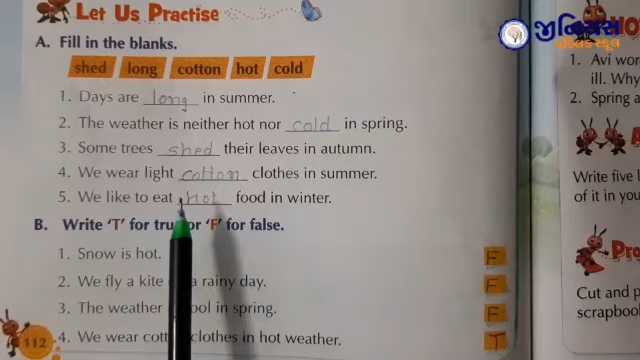 Let Us Practise
A. Fill in the blanks.
shed long cotton hot cold
1. Days are long in summer.
2. The weather is neither hot nor cold in spring.
3. Some trees shed their leaves in autumn.
4. We wear light cotton clothes in summer.
5. We like to eat hot food in winter.
B. Write 'T' for tru or 'F' for false.
1. Snow is hot. F
2. We fly a kite a rainy day. F
3. The weather ool in spring. F
4. We wear cott clothes in hot weather. T
112
જીનિયસ
સ્કૂલ
HO
1. Avi wor
ill. Why
2. Spring a
A
Write five l
of it in you
Pro
Cut and p
scrapbook